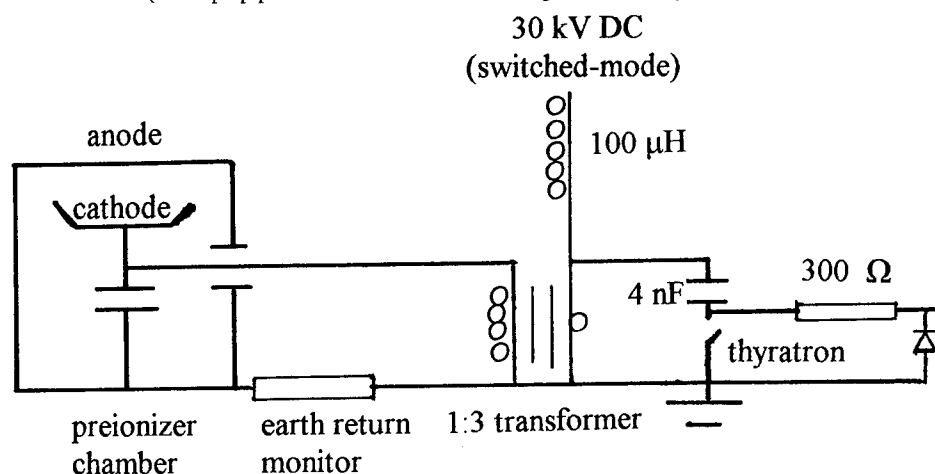 30 kV DC
(switched-mode)
100 μH
anode
cathode
300 Ω
4 nF
thyratron
preionizer
chamber
earth return
monitor
1:3 transformer